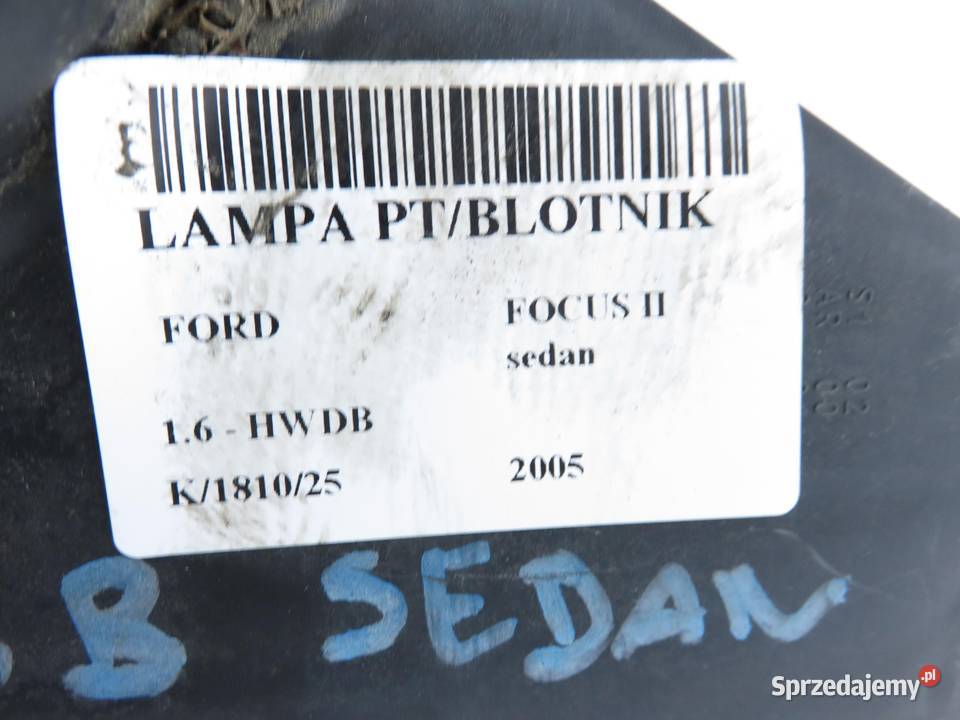 LAMPA PT/BLOTNIK
FORD
FOCUS II
sedan
1.6 - HWDB
K/1810/25
2005
B SEDAN
Sprzedajemy.pl